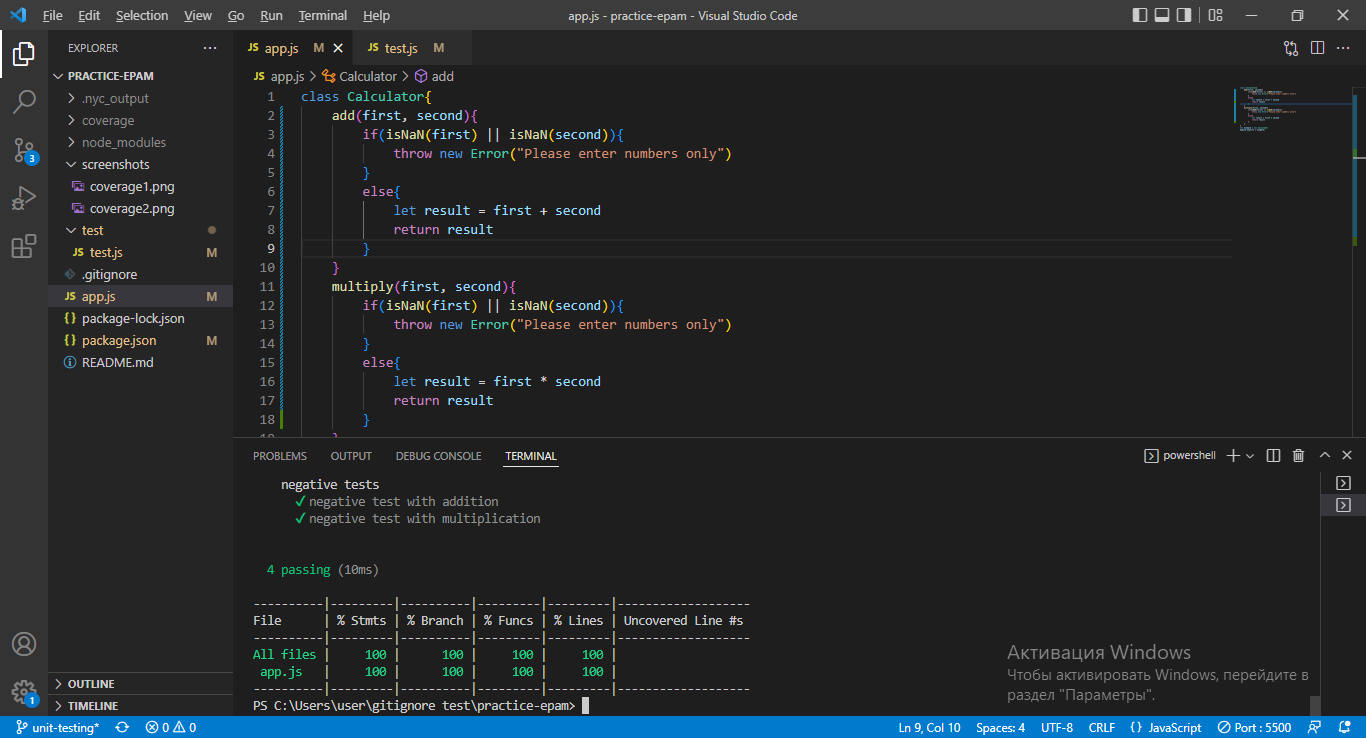 File Edit Selection View Go Run Terminal Help
app.js - practice-epam - Visual Studio Code
EXPLORER
PRACTICE-EPAM
.nyc_output
coverage
node_modules
screenshots
coverage1.png
coverage2.png
test
JS test.js M
.gitignore
JS app.js M
{} package-lock.json
{} package.json M
README.md
OUTLINE
TIMELINE
3
1
JS app.js M
JS test.js M
JS app.js > Calculator > add
1 class Calculator{
2 add(first, second){
3 if(isNaN(first) || isNaN(second)){
4 throw new Error("Please enter numbers only")
5 }
6 else{
7 let result = first + second
8 return result
9 }
10 }
11 multiply(first, second){
12 if(isNaN(first) || isNaN(second)){
13 throw new Error("Please enter numbers only")
14 }
15 else{
16 let result = first * second
17 return result
18 }
PROBLEMS OUTPUT DEBUG CONSOLE TERMINAL
powershell
negative tests
✓ negative test with addition
✓ negative test with multiplication
4 passing (10ms)
----------|---------|----------|---------|---------|-------------------
File | % Stmts | % Branch | % Funcs | % Lines | Uncovered Line #s
----------|---------|----------|---------|---------|-------------------
All files | 100 | 100 | 100 | 100 |
app.js | 100 | 100 | 100 | 100 |
----------|---------|----------|---------|---------|-------------------
PS C:\Users\user\gitignore test\practice-epam>
Активация Windows
Чтобы активировать Windows, перейдите в
раздел "Параметры".
unit-testing* 0 0
Ln 9, Col 10 Spaces: 4 UTF-8 CRLF {} JavaScript Port : 5500